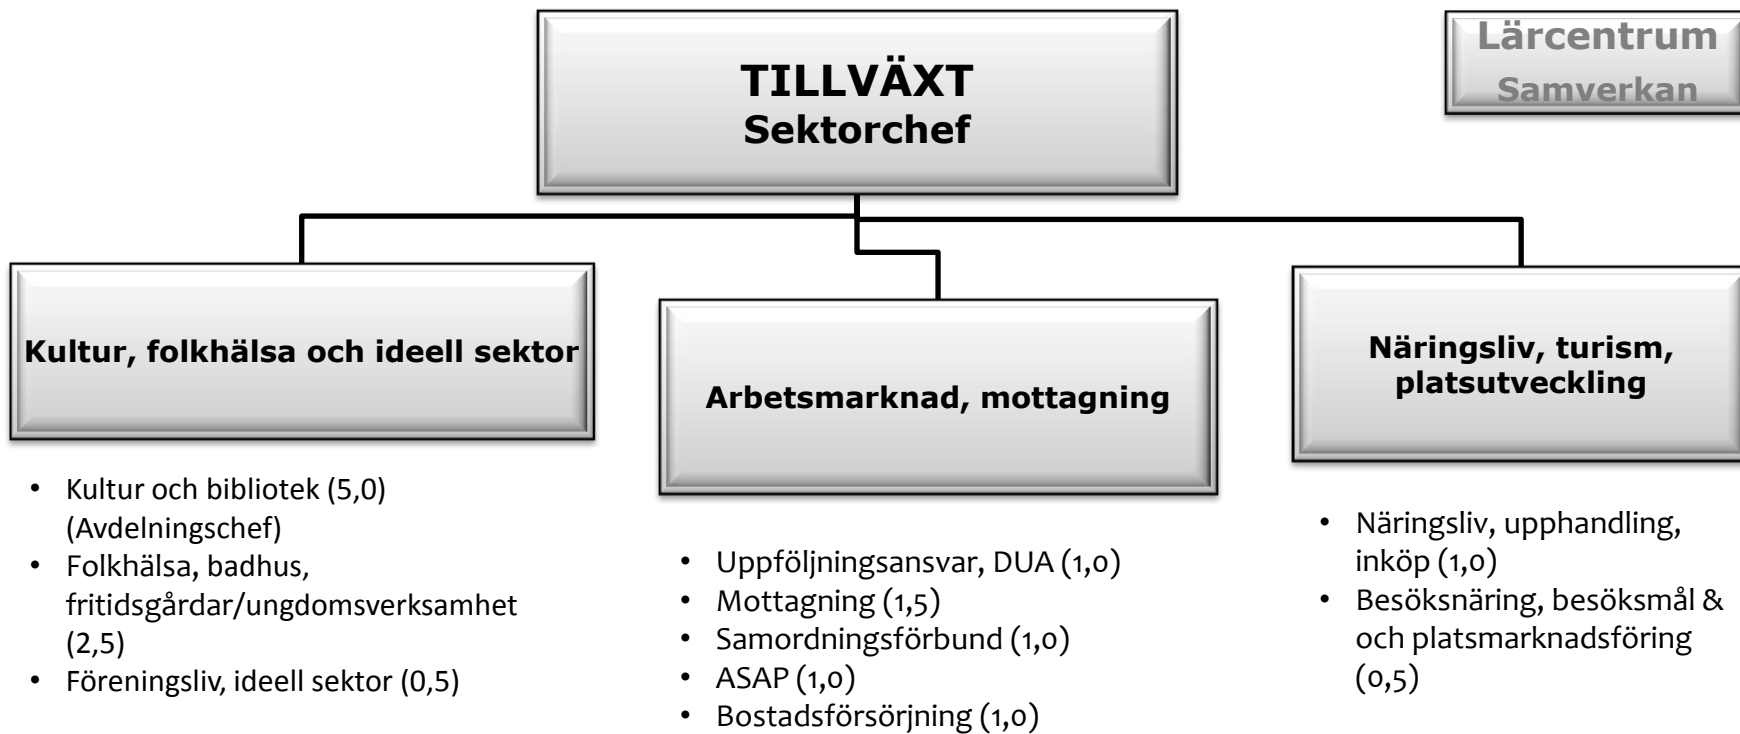 TILLVÄXT
Sektorchef
Lärcentrum
Samverkan
Kultur, folkhälsa och ideell sektor
• Kultur och bibliotek (5,0)
(Avdelningschef)
• Folkhälsa, badhus,
fritidsgårdar/ungdomsverksamhet
(2,5)
• Föreningsliv, ideell sektor (0,5)
Arbetsmarknad, mottagning
• Uppföljningsansvar, DUA (1,0)
• Mottagning (1,5)
• Samordningsförbund (1,0)
• ASAP (1,0)
• Bostadsförsörjning (1,0)
Näringsliv, turism,
platsutveckling
• Näringsliv, upphandling,
inköp (1,0)
• Besöksnäring, besöksmål &
och platsmarknadsföring
(0,5)